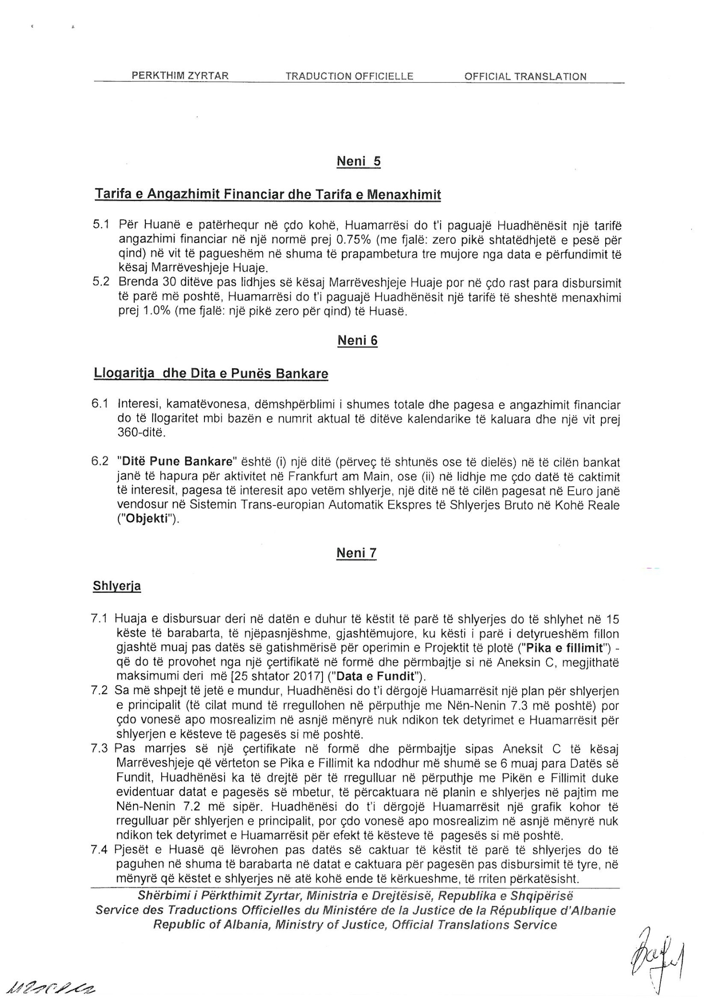 PERKTHIM ZYRTAR TRADUCTION OFFICIELLE OFFICIAL TRANSLATION
Neni 5
Tarifa e Angazhimit Financiar dhe Tarifa e Menaxhimit
5.1 Për Huanë e patërhequr në çdo kohë, Huamarrësi do t'i paguajë Huadhënësit një tarifë
angazhimi financiar në një normë prej 0.75% (me fjalë: zero pikë shtatëdhjetë e pesë për
qind) në vit të pagueshëm në shuma të prapambetura tre mujore nga data e përfundimit të
kësaj Marrëveshjeje Huaje.
5.2 Brenda 30 ditëve pas lidhjes së kësaj Marrëveshjeje Huaje por në çdo rast para disbursimit
të parë më poshtë, Huamarrësi do t'i paguajë Huadhënësit një tarifë të sheshtë menaxhimi
prej 1.0% (me fjalë: një pikë zero për qind) të Huasë.
Neni 6
Llogaritja dhe Dita e Punës Bankare
6.1 Interesi, kamatëvonesa, dëmshpërblimi i shumes totale dhe pagesa e angazhimit financiar
do të llogaritet mbi bazën e numrit aktual të ditëve kalendarike të kaluara dhe një vit prej
360-ditë.
6.2 "Ditë Pune Bankare" është (i) një ditë (përveç të shtunës ose të dielës) në të cilën bankat
janë të hapura për aktivitet në Frankfurt am Main, ose (ii) në lidhje me çdo datë të caktimit
të interesit, pagesa të interesit apo vetëm shlyerje, një ditë në të cilën pagesat në Euro janë
vendosur në Sistemin Trans-europian Automatik Ekspres të Shlyerjes Bruto në Kohë Reale
("Objekti").
Neni 7
Shlyerja
7.1 Huaja e disbursuar deri në datën e duhur të këstit të parë të shlyerjes do të shlyhet në 15
këste të barabarta, të njëpasnjëshme, gjashtëmujore, ku kësti i parë i detyrueshëm fillon
gjashtë muaj pas datës së gatishmërisë për operimin e Projektit të plotë ("Pika e fillimit") -
që do të provohet nga një çertifikatë në formë dhe përmbajtje si në Aneksin C, megjithatë
maksimumi deri më [25 shtator 2017] ("Data e Fundit").
7.2 Sa më shpejt të jetë e mundur, Huadhënësi do t'i dërgojë Huamarrësit një plan për shlyerjen
e principalit (të cilat mund të rregullohen në përputhje me Nën-Nenin 7.3 më poshtë) por
çdo vonesë apo mosrealizim në asnjë mënyrë nuk ndikon tek detyrimet e Huamarrësit për
shlyerjen e kësteve të pagesës si më poshtë.
7.3 Pas marrjes së një çertifikate në formë dhe përmbajtje sipas Aneksit C të kësaj
Marrëveshjeje që vërteton se Pika e Fillimit ka ndodhur më shumë se 6 muaj para Datës së
Fundit, Huadhënësi ka të drejtë për të rregulluar në përputhje me Pikën e Fillimit duke
evidentuar datat e pagesës së mbetur, të përcaktuara në planin e shlyerjes në pajtim me
Nën-Nenin 7.2 më sipër. Huadhënësi do t'i dërgojë Huamarrësit një grafik kohor të
rregulluar për shlyerjen e principalit, por çdo vonesë apo mosrealizim në asnjë mënyrë nuk
ndikon tek detyrimet e Huamarrësit për efekt të kësteve të pagesës si më poshtë.
7.4 Pjesët e Huasë që lëvrohen pas datës së caktuar të këstit të parë të shlyerjes do të
paguhen në shuma të barabarta në datat e caktuara për pagesën pas disbursimit të tyre, në
mënyrë që këstet e shlyerjes në atë kohë ende të kërkueshme, të rriten përkatësisht.
Shërbimi i Përkthimit Zyrtar, Ministria e Drejtësisë, Republika e Shqipërisë
Service des Traductions Officielles du Ministére de la Justice de la République d'Albanie
Republic of Albania, Ministry of Justice, Official Translations Service